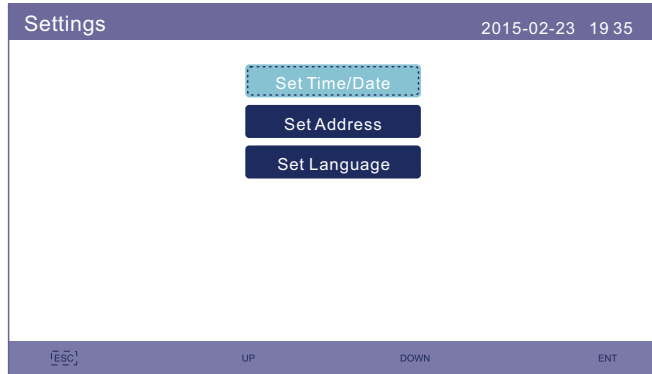 Settings 2015-02-23 19 35
Set Time/Date
Set Address
Set Language
ESC UP DOWN ENT